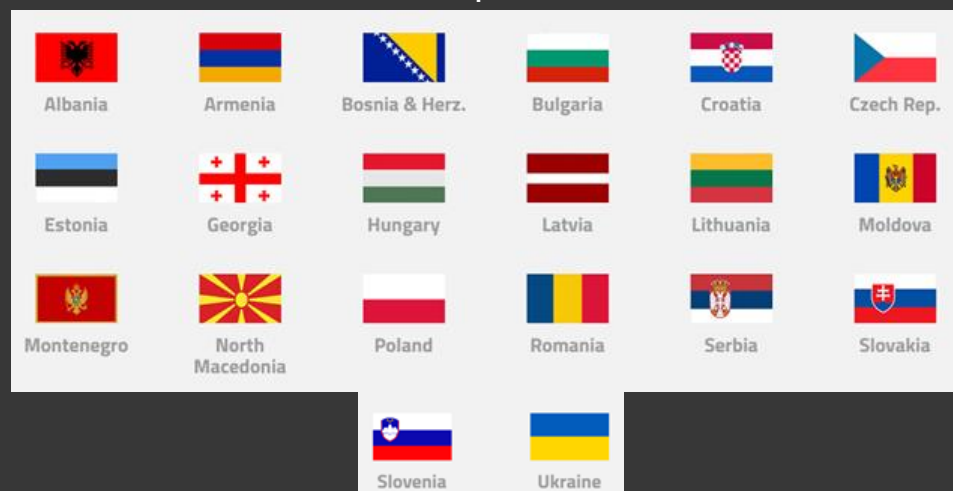 Albania Armenia Bosnia & Herz. Bulgaria Croatia Czech Rep.
Estonia Georgia Hungary Latvia Lithuania Moldova
Montenegro North Macedonia Poland Romania Serbia Slovakia
Slovenia Ukraine